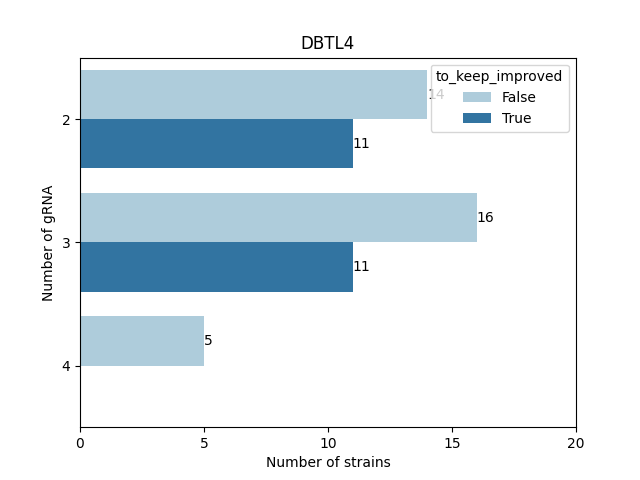 DBTL4
to_keep_improved
False
True
14
11
16
11
5
2
3
4
Number of gRNA
0 5 10 15 20
Number of strains